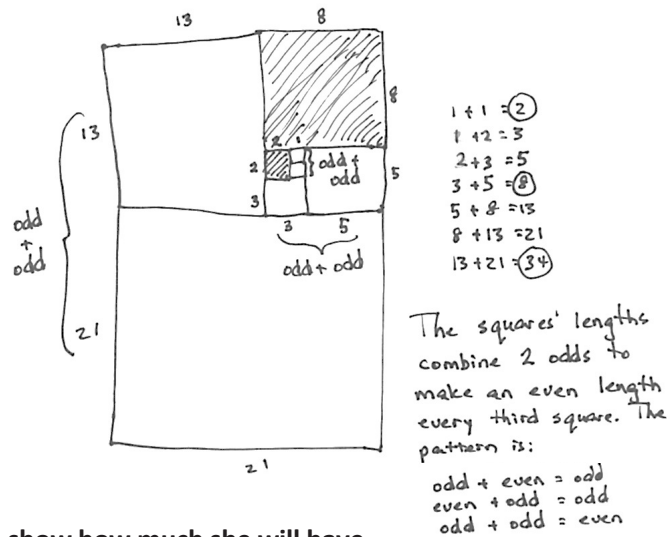 13
8
13
8
2
1
2
odd +
odd
5
3
3
5
odd + odd
odd
+
odd
21
21
1 + 1 = 2
1 + 2 = 3
2 + 3 = 5
3 + 5 = 8
5 + 8 = 13
8 + 13 = 21
13 + 21 = 34
The squares' lengths
combine 2 odds to
make an even length
every third square. The
pattern is:
odd + even = odd
even + odd = odd
odd + odd = even
show how much she will have